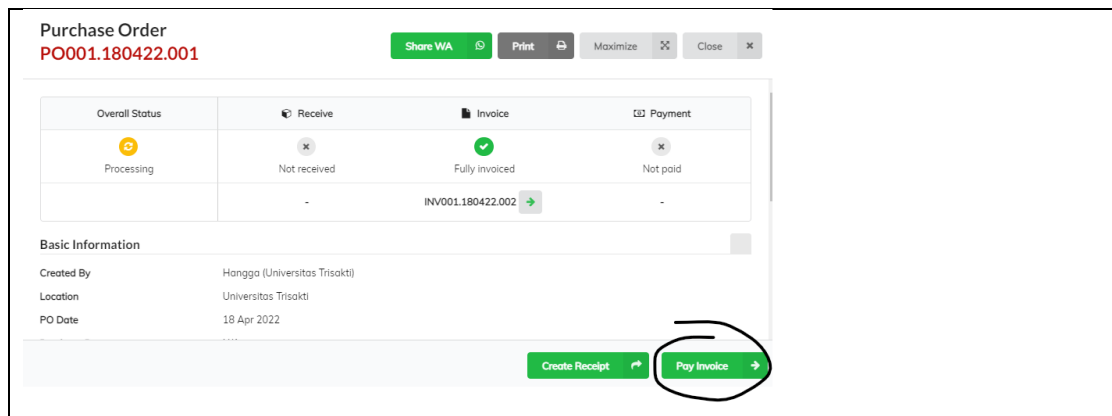 Purchase Order
PO001.180422.001
Share WA
Print
Maximize
Close
Overall Status
Receive
Invoice
Payment
Processing
Not received
Fully invoiced
Not paid
-
INV001.180422.002
-
Basic Information
Created By
Hangga (Universitas Trisakti)
Location
Universitas Trisakti
PO Date
18 Apr 2022
Create Receipt
Pay Invoice